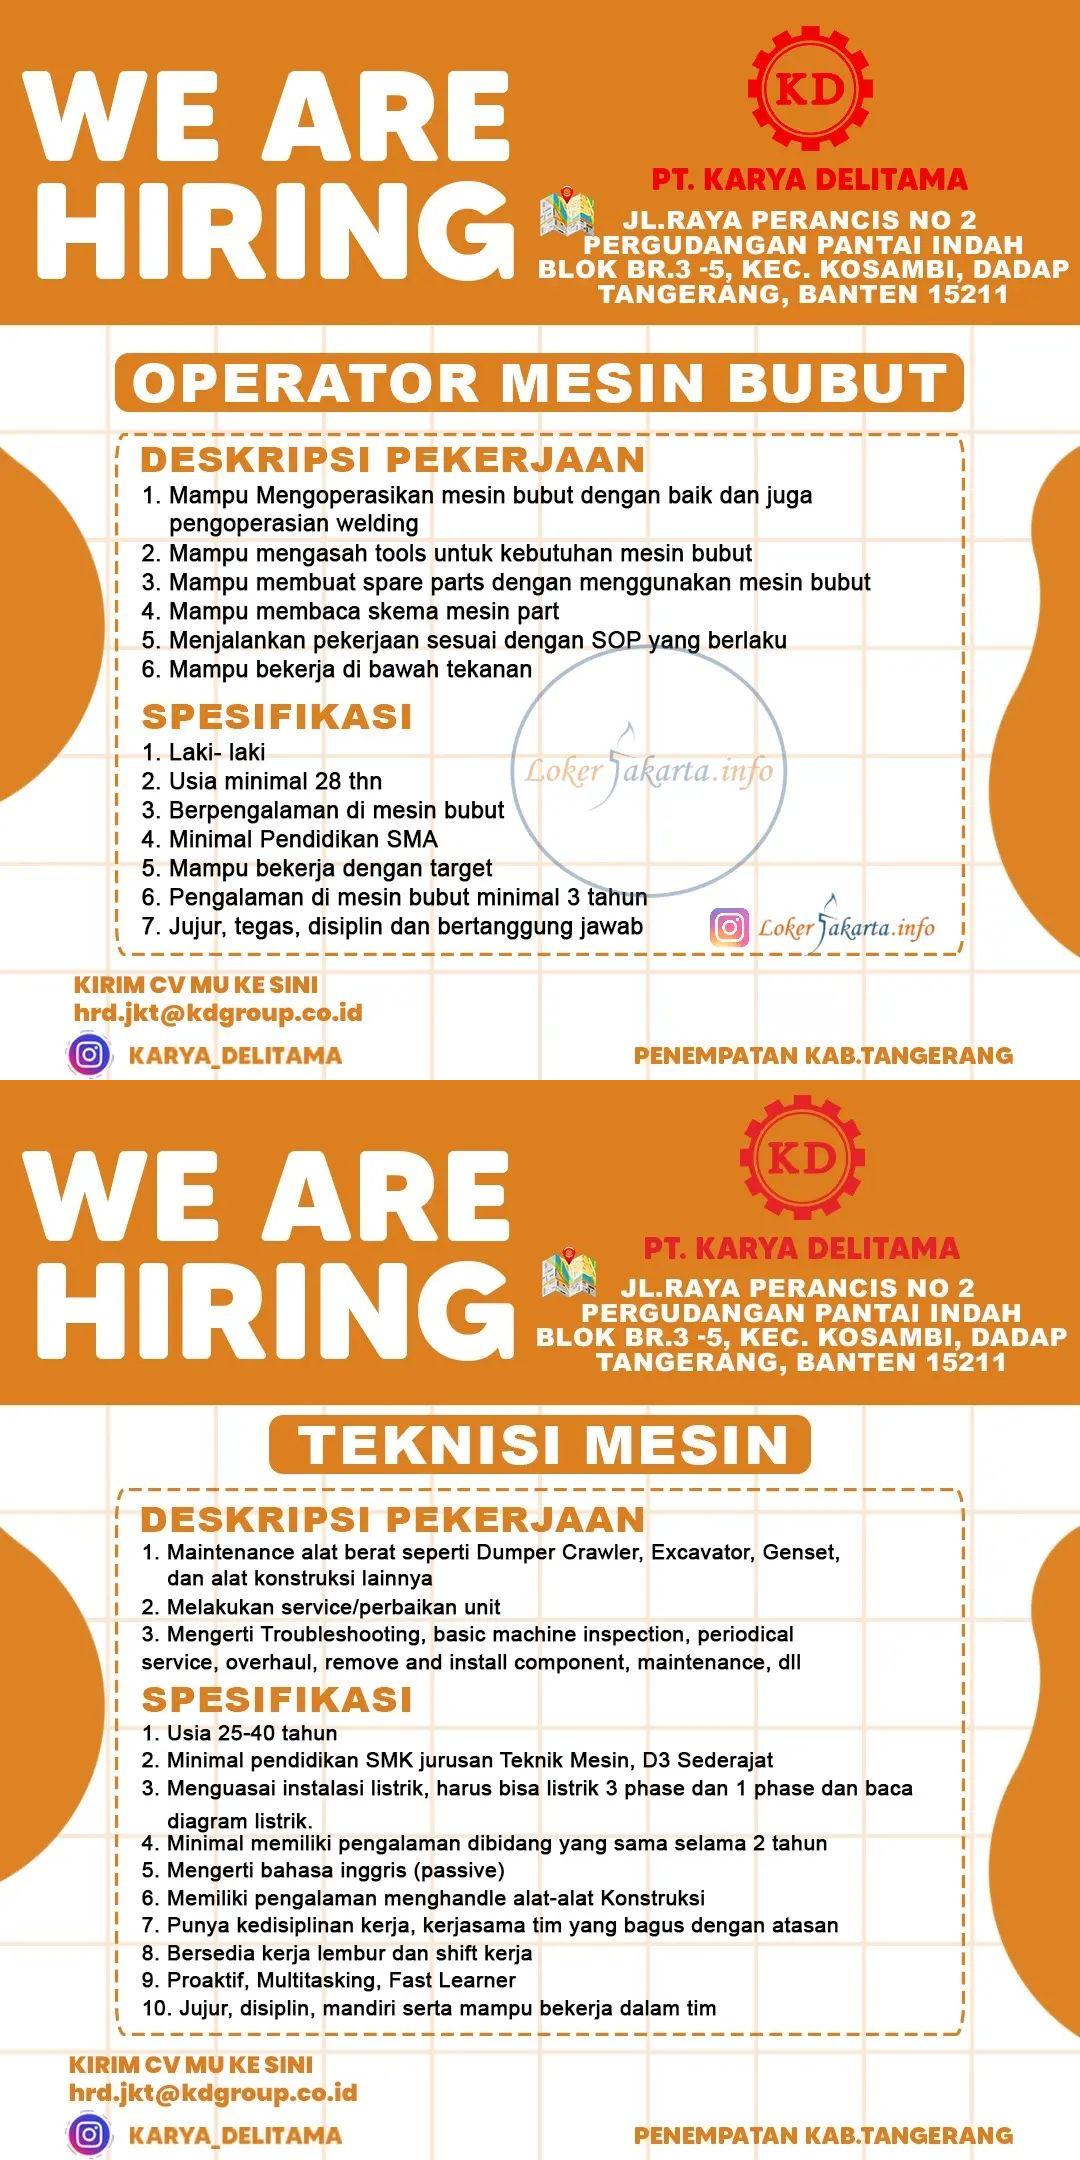 WE ARE
HIRING
KD
PT. KARYA DELITAMA
JL.RAYA PERANCIS NO 2
PERGUDANGAN PANTAI INDAH
BLOK BR.3 -5, KEC. KOSAMBI, DADAP
TANGERANG, BANTEN 15211
OPERATOR MESIN BUBUT
DESKRIPSI PEKERJAAN
1. Mampu Mengoperasikan mesin bubut dengan baik dan juga
pengoperasian welding
2. Mampu mengasah tools untuk kebutuhan mesin bubut
3. Mampu membuat spare parts dengan menggunakan mesin bubut
4. Mampu membaca skema mesin part
5. Menjalankan pekerjaan sesuai dengan SOP yang berlaku
6. Mampu bekerja di bawah tekanan
SPESIFIKASI
1. Laki- laki
2. Usia minimal 28 thn
3. Berpengalaman di mesin bubut
4. Minimal Pendidikan SMA
5. Mampu bekerja dengan target
6. Pengalaman di mesin bubut minimal 3 tahun
7. Jujur, tegas, disiplin dan bertanggung jawab
Loker Jakarta.info
Loker Jakarta.info
KIRIM CV MU KE SINI
hrd.jkt@kdgroup.co.id
KARYA_DELITAMA
PENEMPATAN KAB.TANGERANG
WE ARE
HIRING
KD
PT. KARYA DELITAMA
JL.RAYA PERANCIS NO 2
PERGUDANGAN PANTAI INDAH
BLOK BR.3 -5, KEC. KOSAMBI, DADAP
TANGERANG, BANTEN 15211
TEKNISI MESIN
DESKRIPSI PEKERJAAN
1. Maintenance alat berat seperti Dumper Crawler, Excavator, Genset,
dan alat konstruksi lainnya
2. Melakukan service/perbaikan unit
3. Mengerti Troubleshooting, basic machine inspection, periodical
service, overhaul, remove and install component, maintenance, dll
SPESIFIKASI
1. Usia 25-40 tahun
2. Minimal pendidikan SMK jurusan Teknik Mesin, D3 Sederajat
3. Menguasai instalasi listrik, harus bisa listrik 3 phase dan 1 phase dan baca
diagram listrik.
4. Minimal memiliki pengalaman dibidang yang sama selama 2 tahun
5. Mengerti bahasa inggris (passive)
6. Memiliki pengalaman menghandle alat-alat Konstruksi
7. Punya kedisiplinan kerja, kerjasama tim yang bagus dengan atasan
8. Bersedia kerja lembur dan shift kerja
9. Proaktif, Multitasking, Fast Learner
10. Jujur, disiplin, mandiri serta mampu bekerja dalam tim
KIRIM CV MU KE SINI
hrd.jkt@kdgroup.co.id
KARYA_DELITAMA
PENEMPATAN KAB.TANGERANG